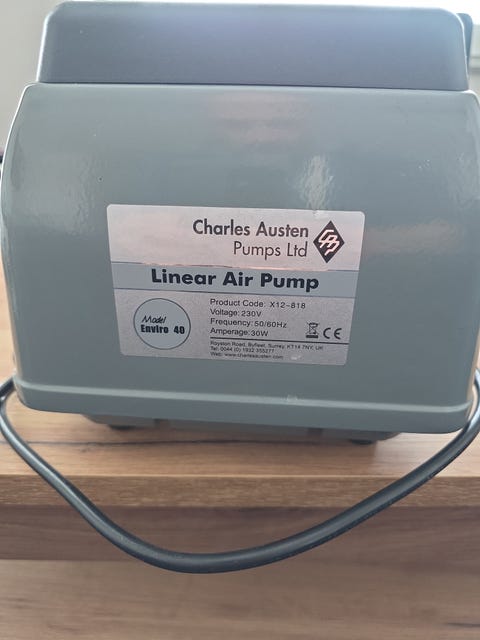 Charles Austen
Pumps Ltd
CAP
Linear Air Pump
Model
Enviro 40
Product Code: X12-818
Voltage: 230V
Frequency: 50/60Hz
Amperage: 30W
CE
Royston Road, Byfleet, Surrey, KT14 7NY, UK
Tel: 0044 (0) 1932 355277
Web: www.charlesausten.com